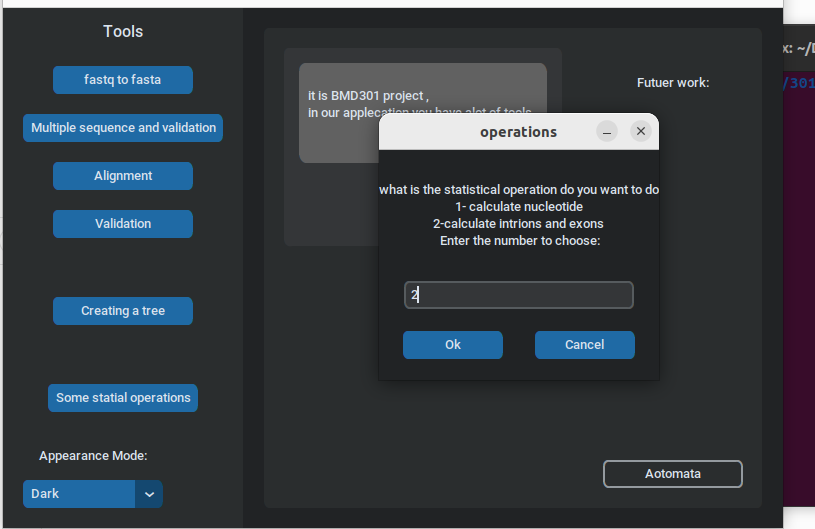 Tools
fastq to fasta
Multiple sequence and validation
Alignment
Validation
Creating a tree
Some statial operations
Appearance Mode:
Dark
it is BMD301 project ,
in our applecation you have alot of tools
Futuer work:
operations
what is the statistical operation do you want to do
1- calculate nucleotide
2-calculate intrions and exons
Enter the number to choose:
2
Ok
Cancel
Aotomata
x: ~/D
/301